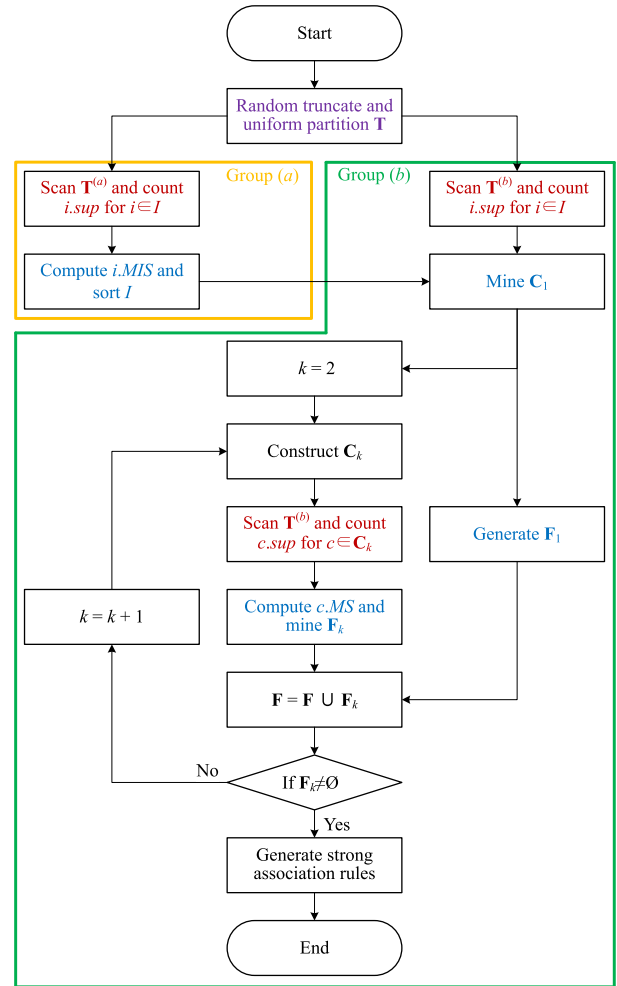 Start
Random truncate and
uniform partition T
Group (a)
Group (b)
Scan T(a) and count
i.sup for i∈I
Scan T(b) and count
i.sup for i∈I
Compute i.MIS and
sort I
Mine C1
k = 2
Construct Ck
Scan T(b) and count
c.sup for c∈Ck
Generate F1
Compute c.MS and
mine Fk
k = k + 1
F = F ∪ Fk
No
If Fk≠Ø
Yes
Generate strong
association rules
End